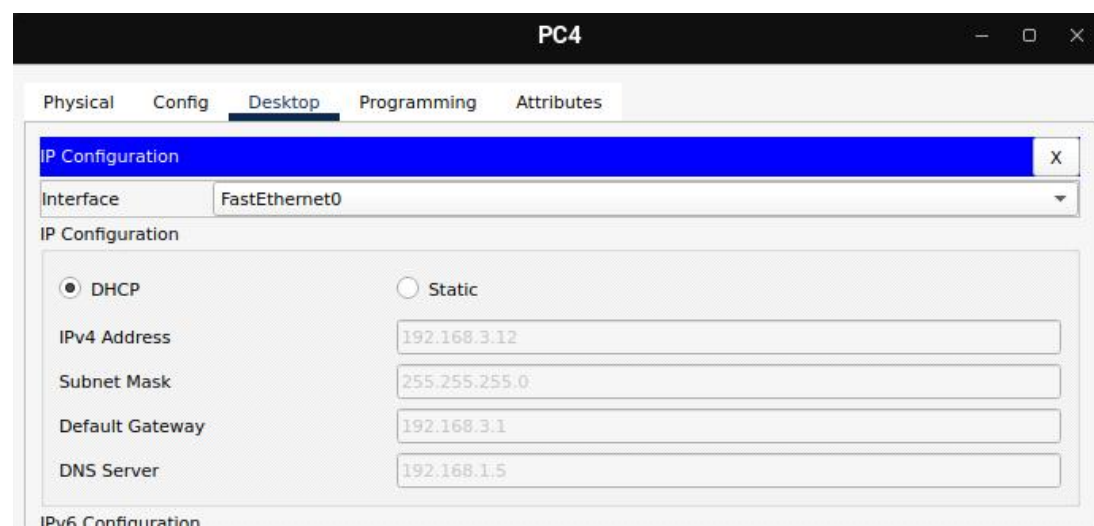 PC4
Physical Config Desktop Programming Attributes
IP Configuration X
Interface FastEthernet0
IP Configuration
DHCP Static
IPv4 Address 192.168.3.12
Subnet Mask 255.255.255.0
Default Gateway 192.168.3.1
DNS Server 192.168.1.5
IPv6 Configuration